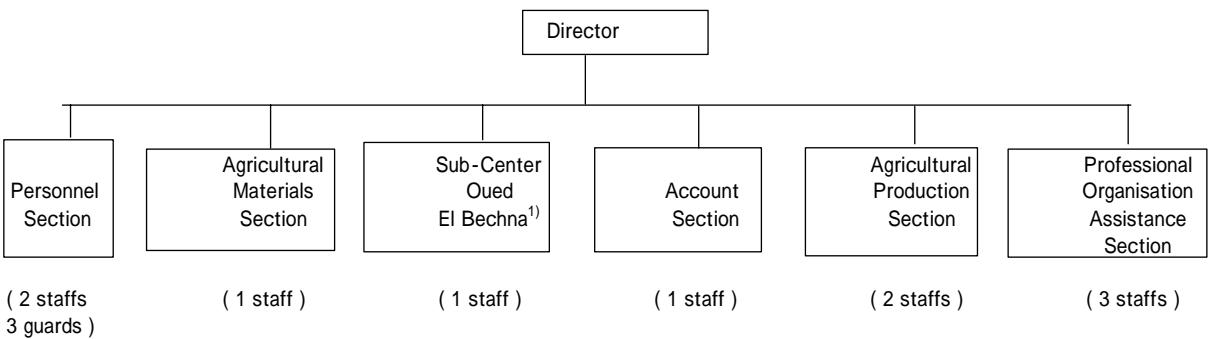 Director
Personnel
Section
Agricultural
Materials
Section
Sub-Center
Oued
El Bechna1)
Account
Section
Agricultural
Production
Section
Professional
Organisation
Assistance
Section
( 2 staffs
3 guards )
( 1 staff )
( 1 staff )
( 1 staff )
( 2 staffs )
( 3 staffs )